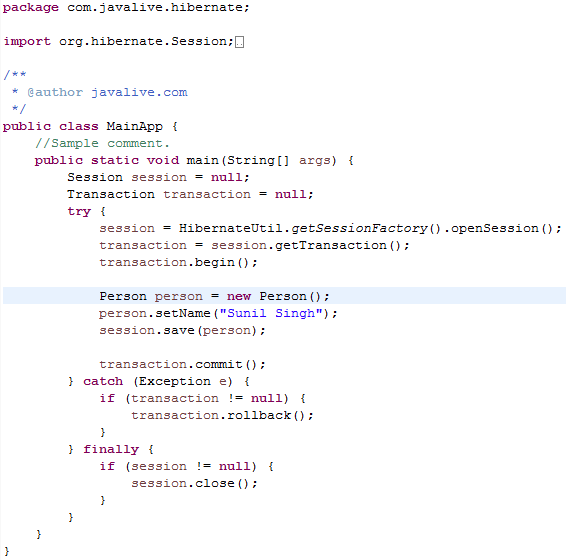 package com.javalive.hibernate;

import org.hibernate.Session;

/**
 * @author javalive.com
 */
public class MainApp {
    //Sample comment.
    public static void main(String[] args) {
        Session session = null;
        Transaction transaction = null;
        try {
            session = HibernateUtil.getSessionFactory().openSession();
            transaction = session.getTransaction();
            transaction.begin();

            Person person = new Person();
            person.setName("Sunil Singh");
            session.save(person);

            transaction.commit();
        } catch (Exception e) {
            if (transaction != null) {
                transaction.rollback();
            }
        } finally {
            if (session != null) {
                session.close();
            }
        }
    }
}